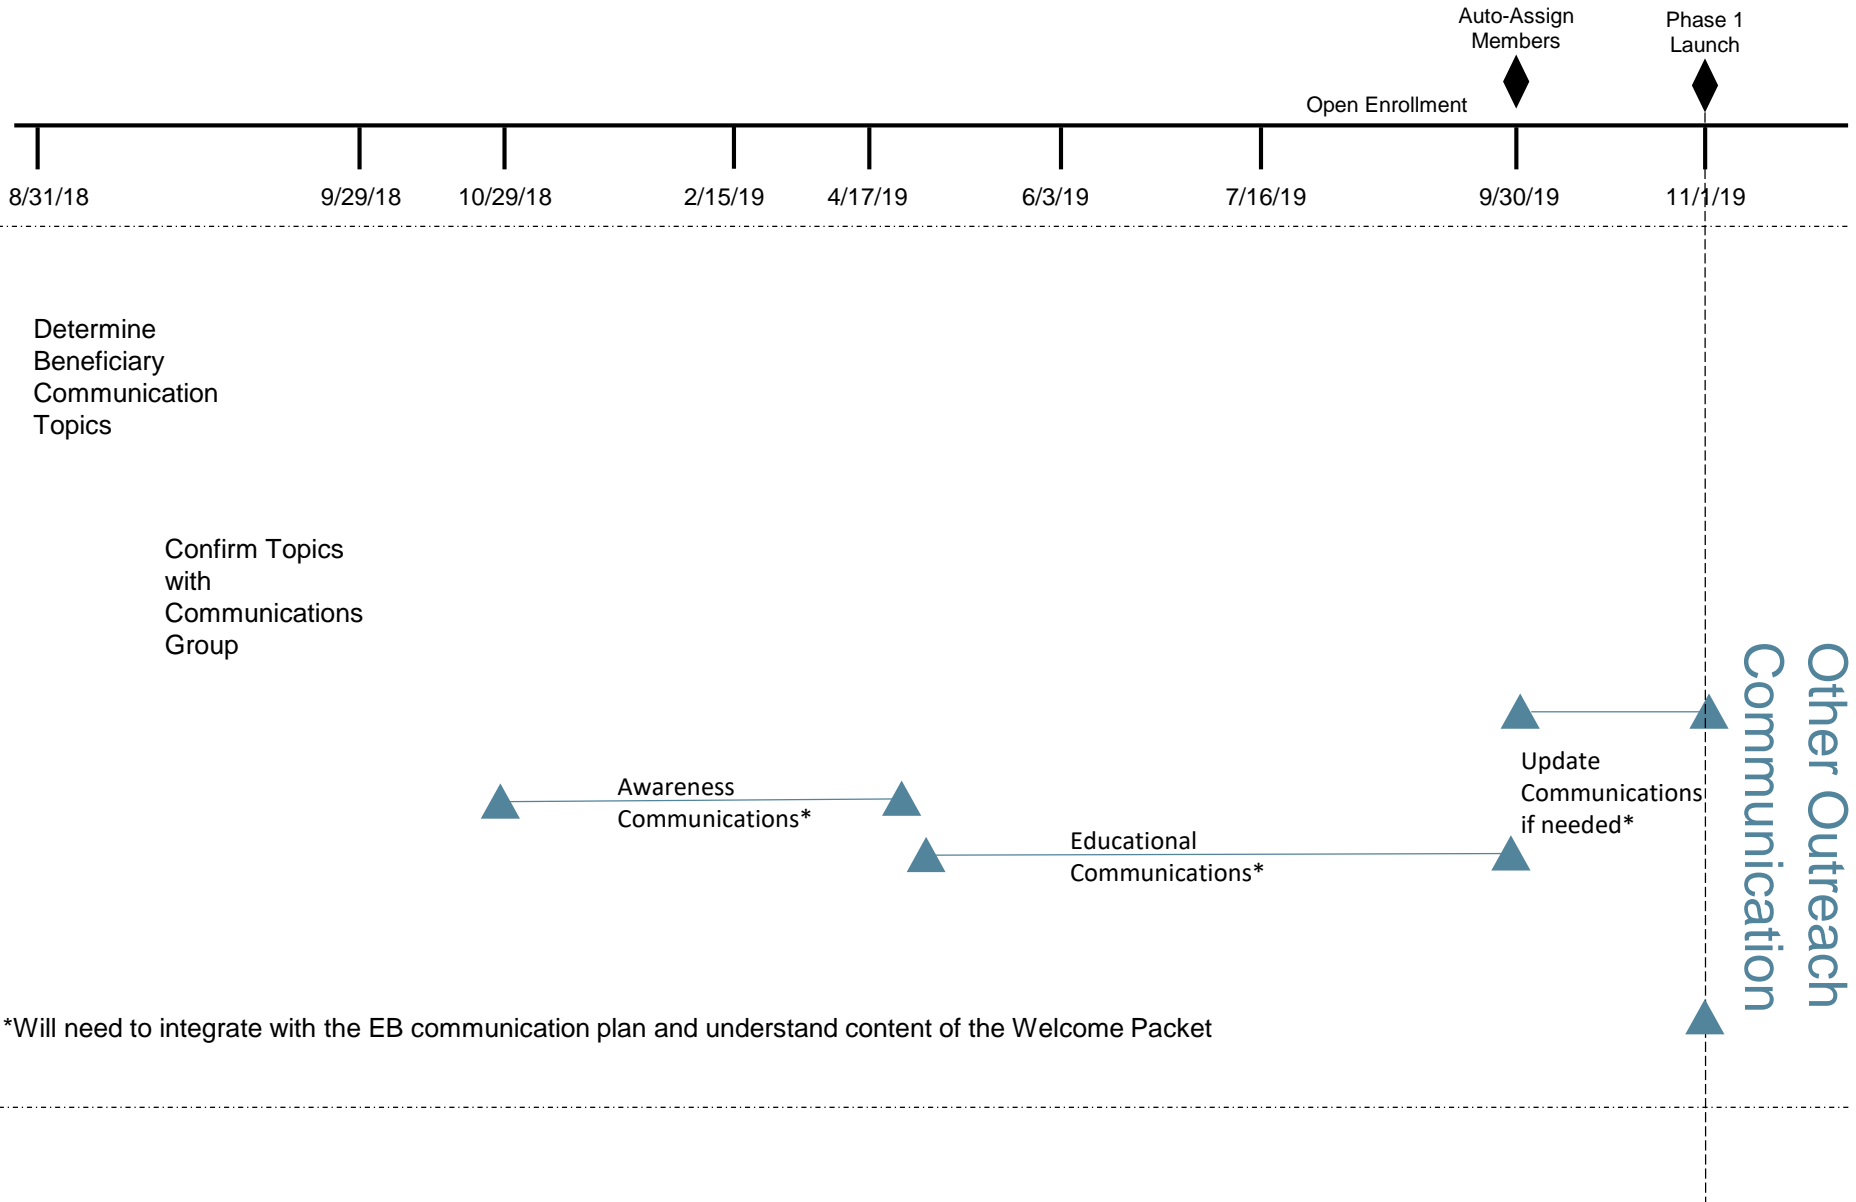 Auto-Assign
Members
Phase 1
Launch
Open Enrollment
8/31/18
9/29/18
10/29/18
2/15/19
4/17/19
6/3/19
7/16/19
9/30/19
11/1/19
Determine
Beneficiary
Communication
Topics
Confirm Topics
with
Communications
Group
Awareness
Communications*
Educational
Communications*
Update
Communications
if needed*
Other Outreach
Communication
*Will need to integrate with the EB communication plan and understand content of the Welcome Packet